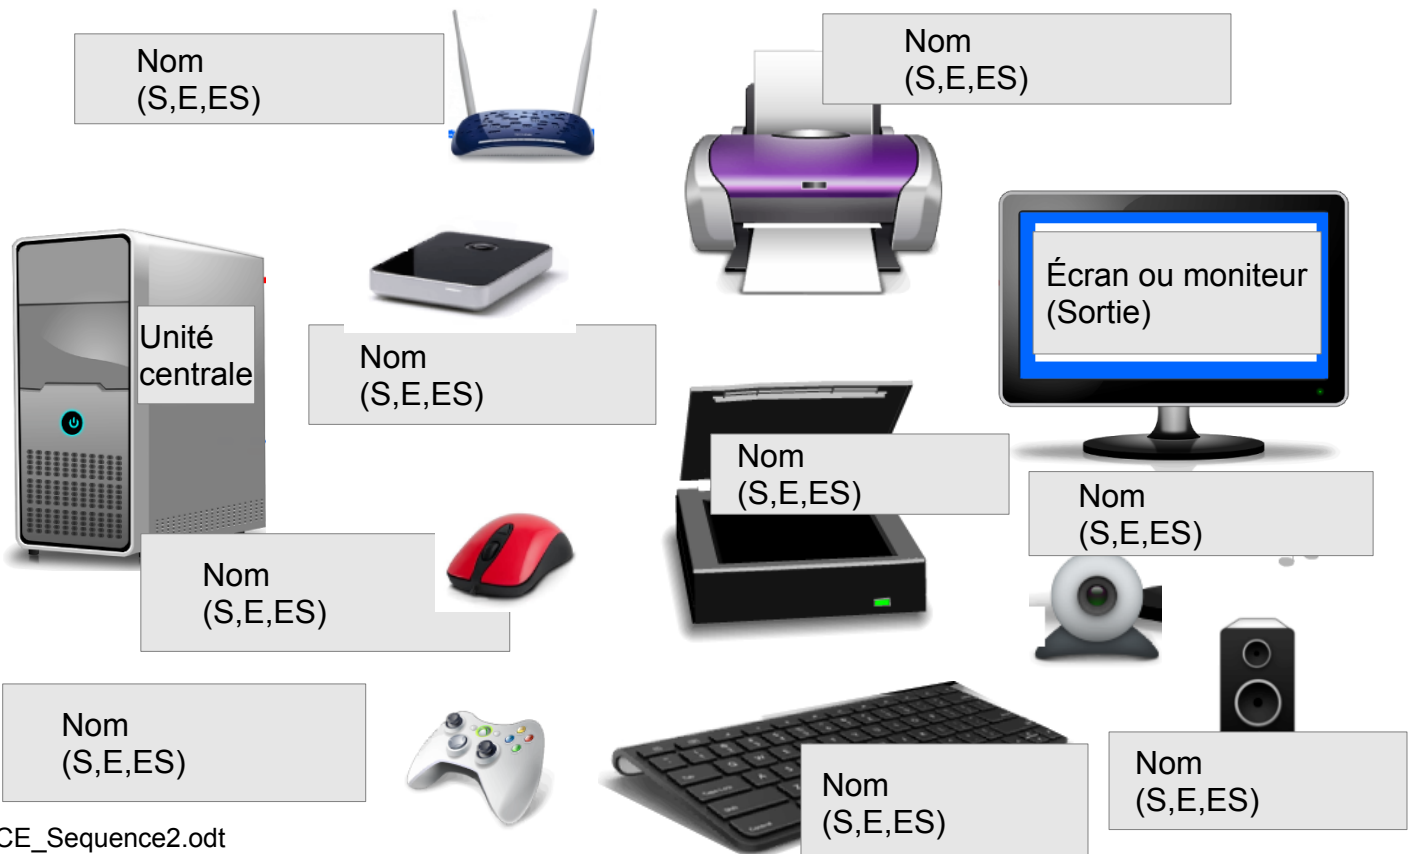 Nom
(S,E,ES)
Nom
(S,E,ES)
Écran ou moniteur
(Sortie)
Unité
centrale
Nom
(S,E,ES)
Nom
(S,E,ES)
Nom
(S,E,ES)
Nom
(S,E,ES)
Nom
(S,E,ES)
Nom
(S,E,ES)
Nom
(S,E,ES)
CE_Sequence2.odt